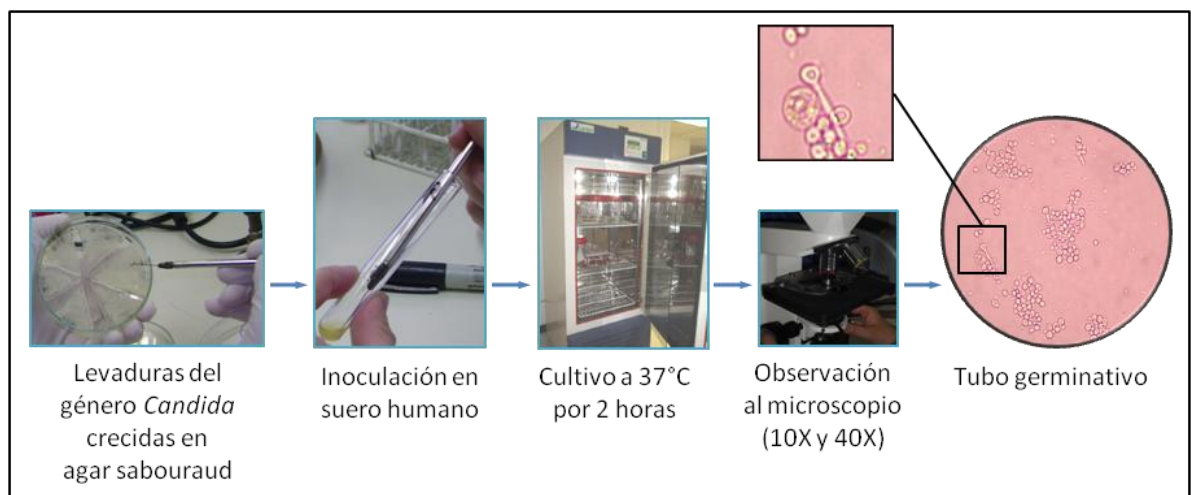 Levaduras del
género Candida
crecidas en
agar sabouraud
Inoculación en
suero humano
Cultivo a 37°C
por 2 horas
Observación
al microscopio
(10X y 40X)
Tubo germinativo